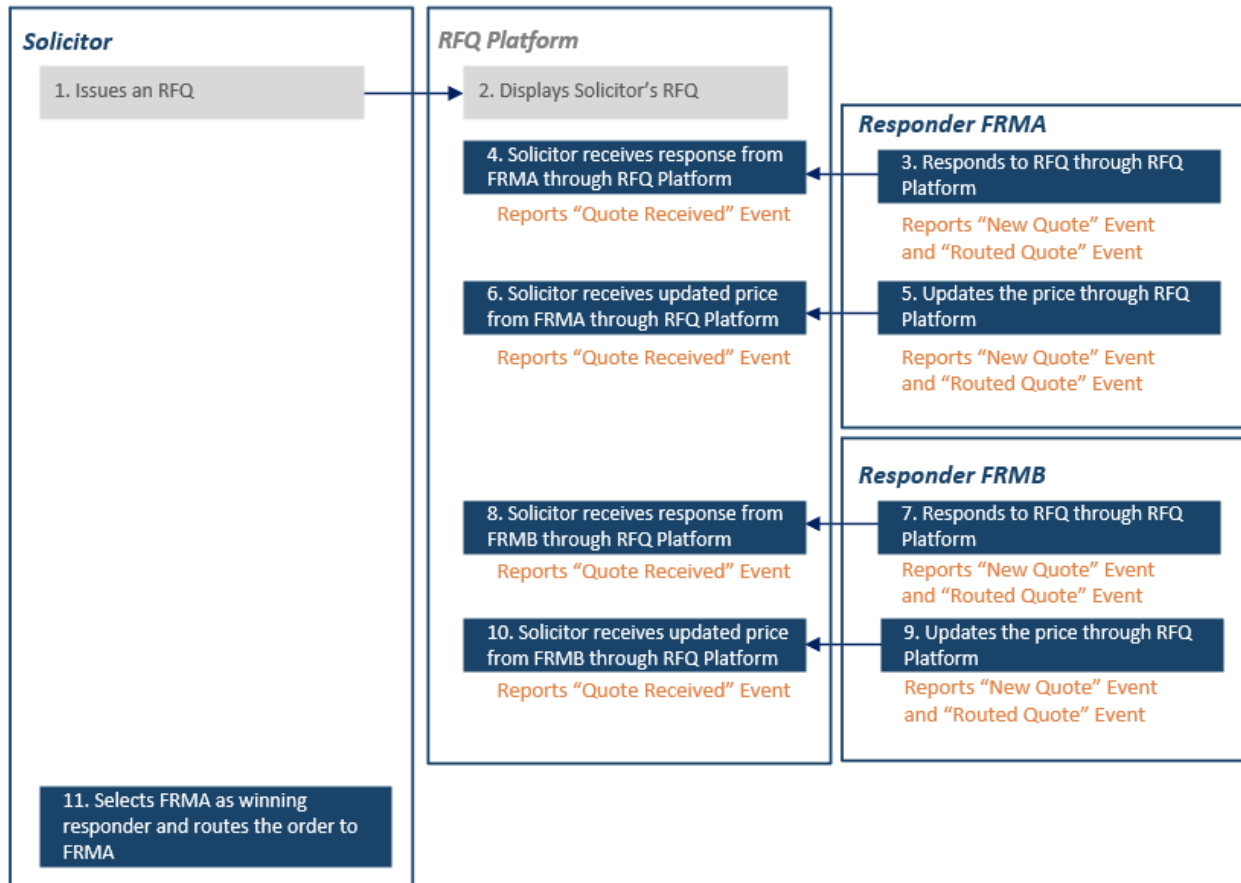 Solicitor
1. Issues an RFQ
11. Selects FRMA as winning
responder and routes the order to
FRMA
RFQ Platform
2. Displays Solicitor's RFQ
4. Solicitor receives response from
FRMA through RFQ Platform
Reports “Quote Received” Event
6. Solicitor receives updated price
from FRMA through RFQ Platform
Reports “Quote Received” Event
8. Solicitor receives response from
FRMB through RFQ Platform
Reports “Quote Received” Event
10. Solicitor receives updated price
from FRMB through RFQ Platform
Reports “Quote Received” Event
Responder FRMA
3. Responds to RFQ through RFQ
Platform
Reports “New Quote” Event
and “Routed Quote” Event
5. Updates the price through RFQ
Platform
Reports “New Quote” Event
and “Routed Quote” Event
Responder FRMB
7. Responds to RFQ through RFQ
Platform
Reports “New Quote” Event
and “Routed Quote” Event
9. Updates the price through RFQ
Platform
Reports “New Quote” Event
and “Routed Quote” Event